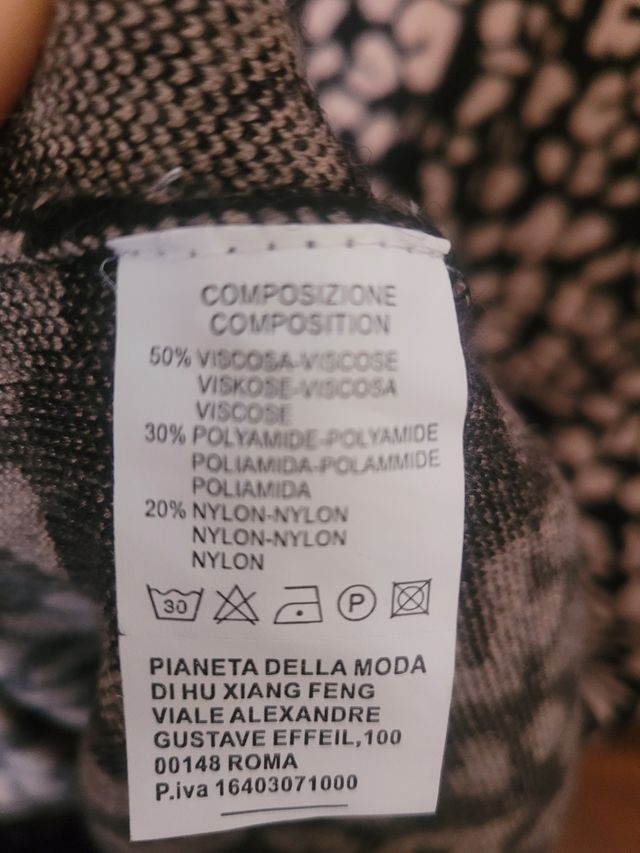 COMPOSIZIONE
COMPOSITION
50% VISCOSA-VISCOSE
VISKOSE-VISCOSA
VISCOSE
30% POLYAMIDE-POLYAMIDE
POLIAMIDA-POLAMMIDE
POLIAMIDA
20% NYLON-NYLON
NYLON-NYLON
NYLON
30 P
PIANETA DELLA MODA
DI HU XIANG FENG
VIALE ALEXANDRE
GUSTAVE EFFEIL,100
00148 ROMA
P.iva 16403071000